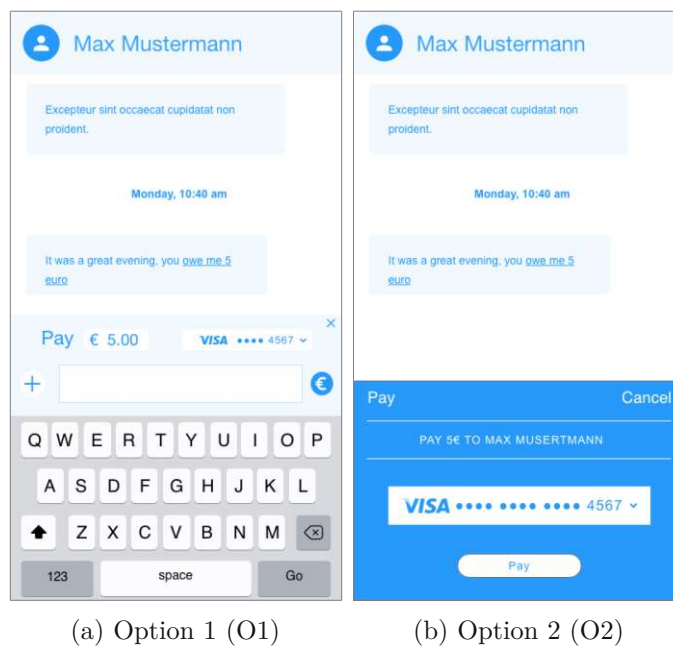 Max Mustermann
Excepteur sint occaecat cupidatat non
proident.
Monday, 10:40 am
It was a great evening, you owe me 5
euro
×
Pay € 5.00 VISA •••• 4567
+ €
Q W E R T Y U I O P
A S D F G H J K L
Z X C V B N M
123 space Go
(a) Option 1 (O1)
Max Mustermann
Excepteur sint occaecat cupidatat non
proident.
Monday, 10:40 am
It was a great evening, you owe me 5
euro
Pay Cancel
PAY 5€ TO MAX MUSERTMANN
VISA •••• •••• •••• 4567
Pay
(b) Option 2 (O2)